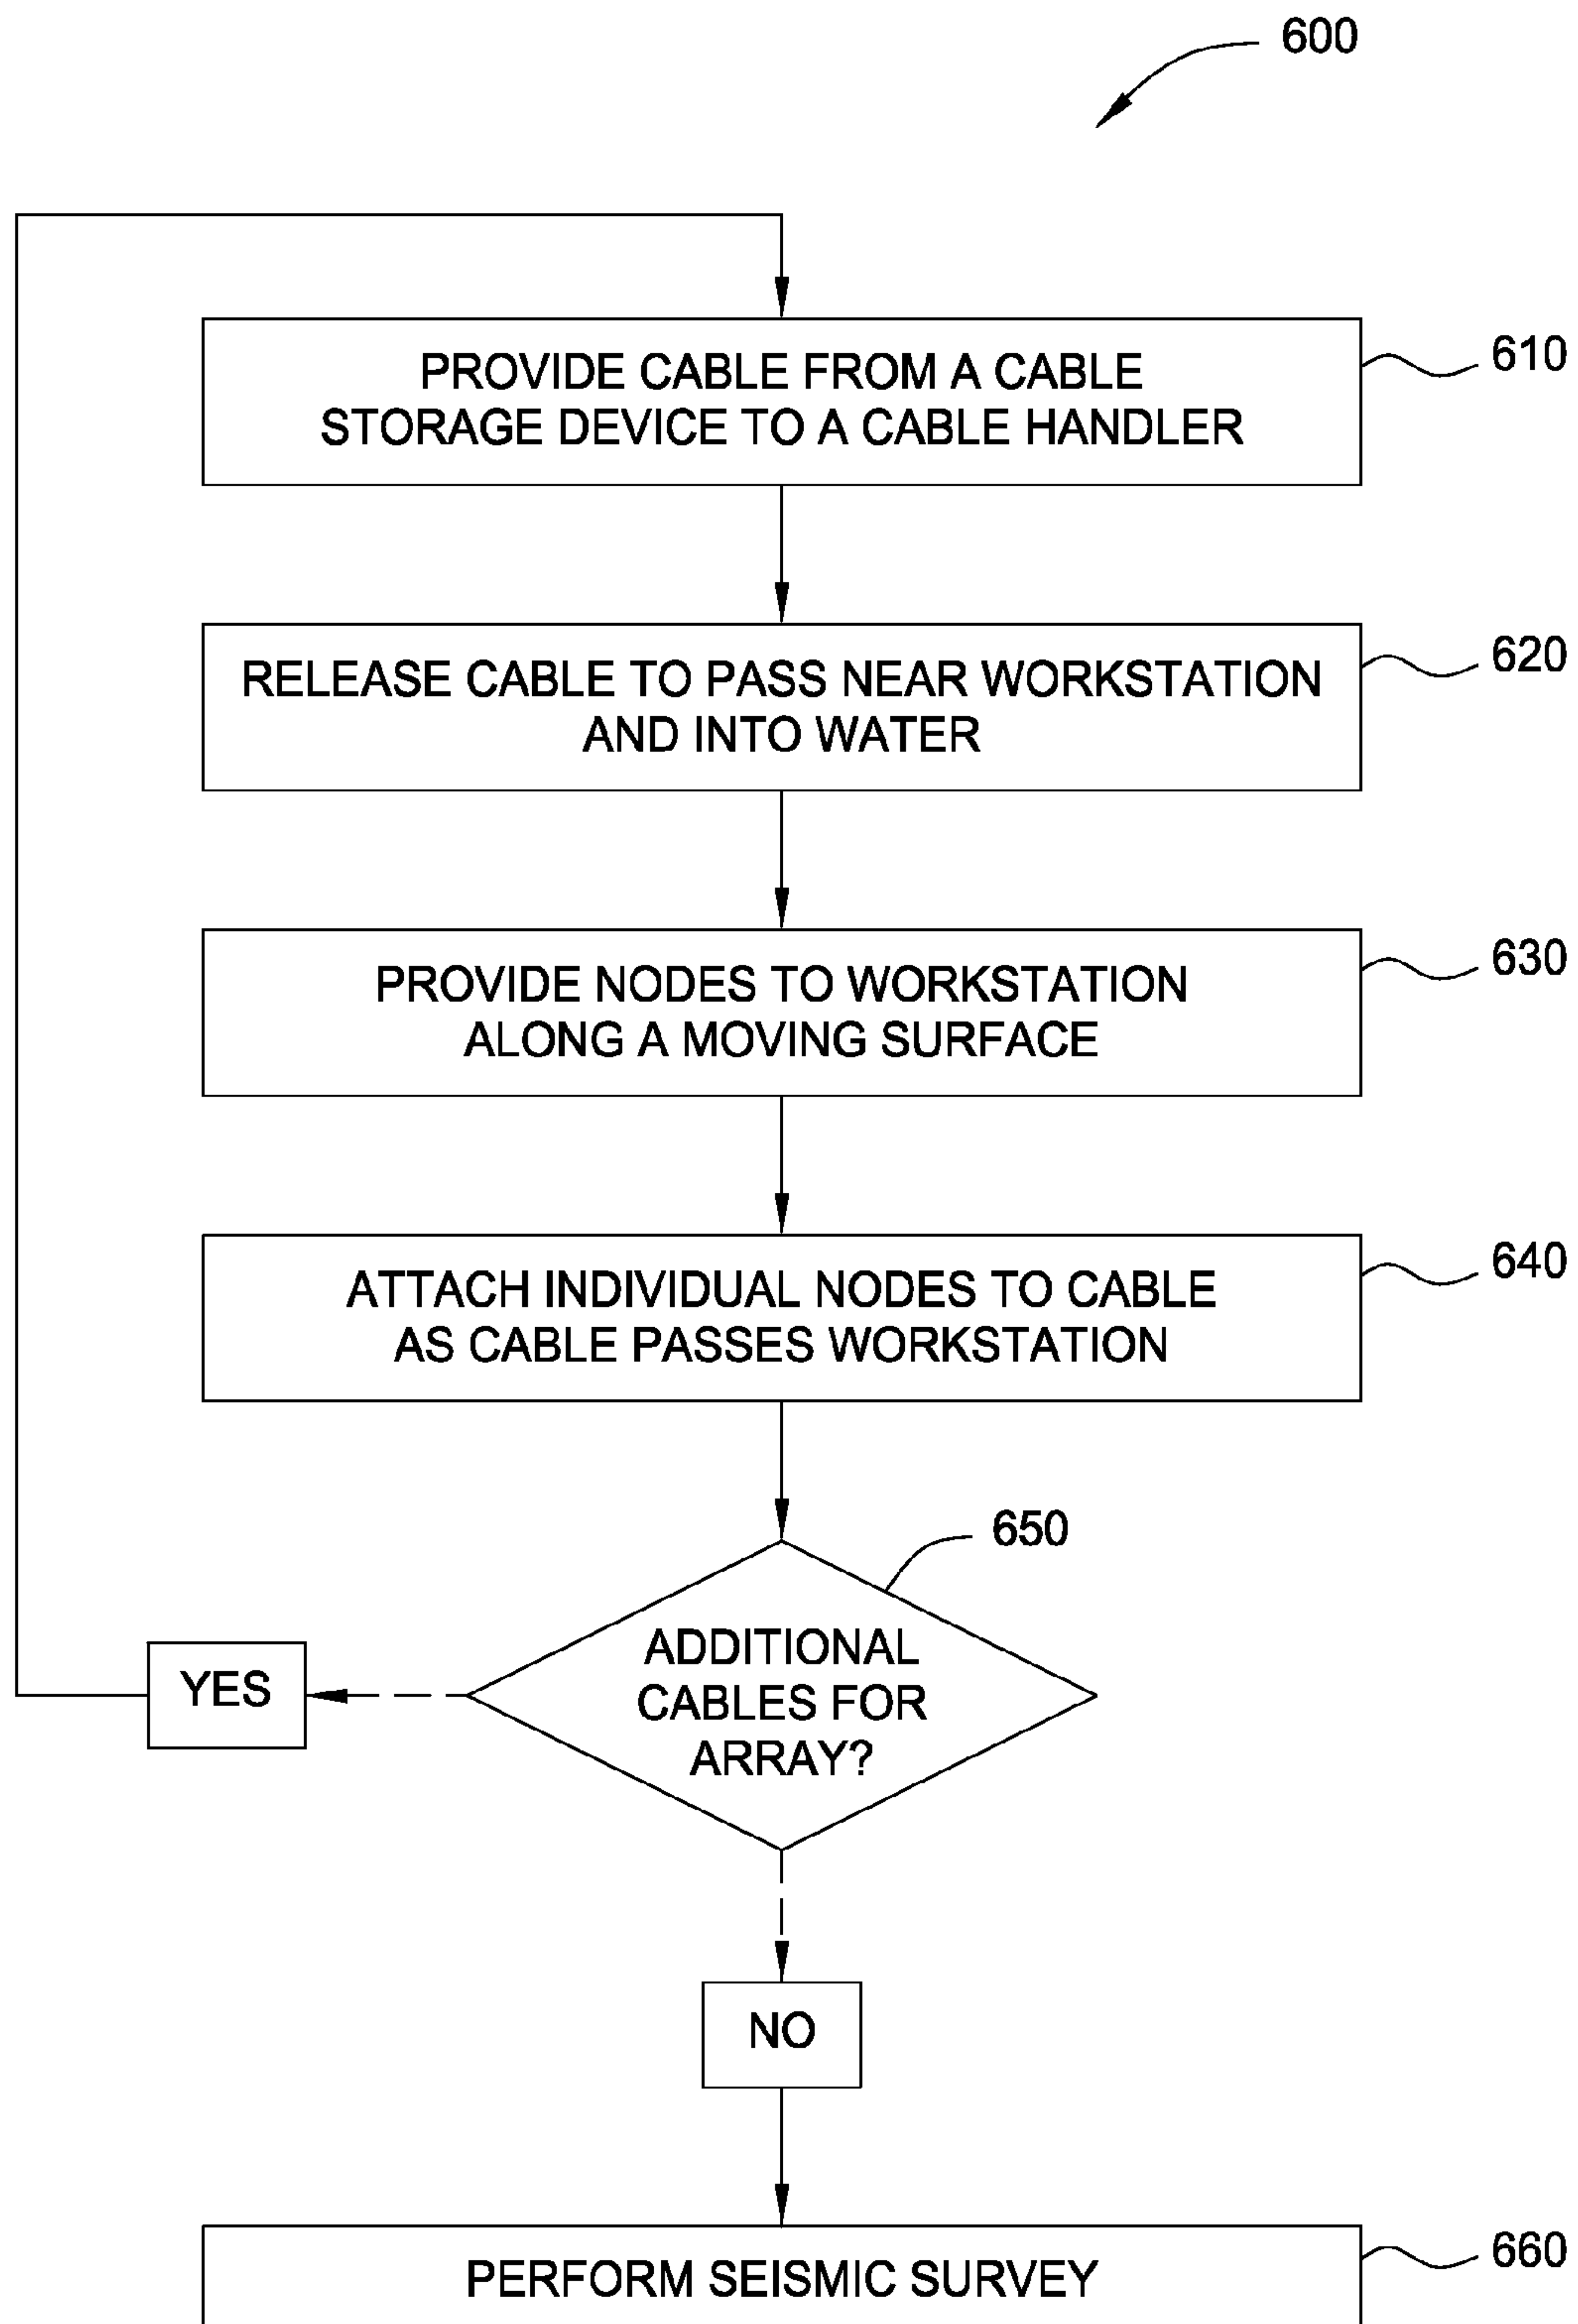 600
PROVIDE CABLE FROM A CABLE
STORAGE DEVICE TO A CABLE HANDLER
610
RELEASE CABLE TO PASS NEAR WORKSTATION
AND INTO WATER
620
PROVIDE NODES TO WORKSTATION
ALONG A MOVING SURFACE
630
ATTACH INDIVIDUAL NODES TO CABLE
AS CABLE PASSES WORKSTATION
640
650
ADDITIONAL
CABLES FOR
ARRAY?
YES
NO
PERFORM SEISMIC SURVEY
660